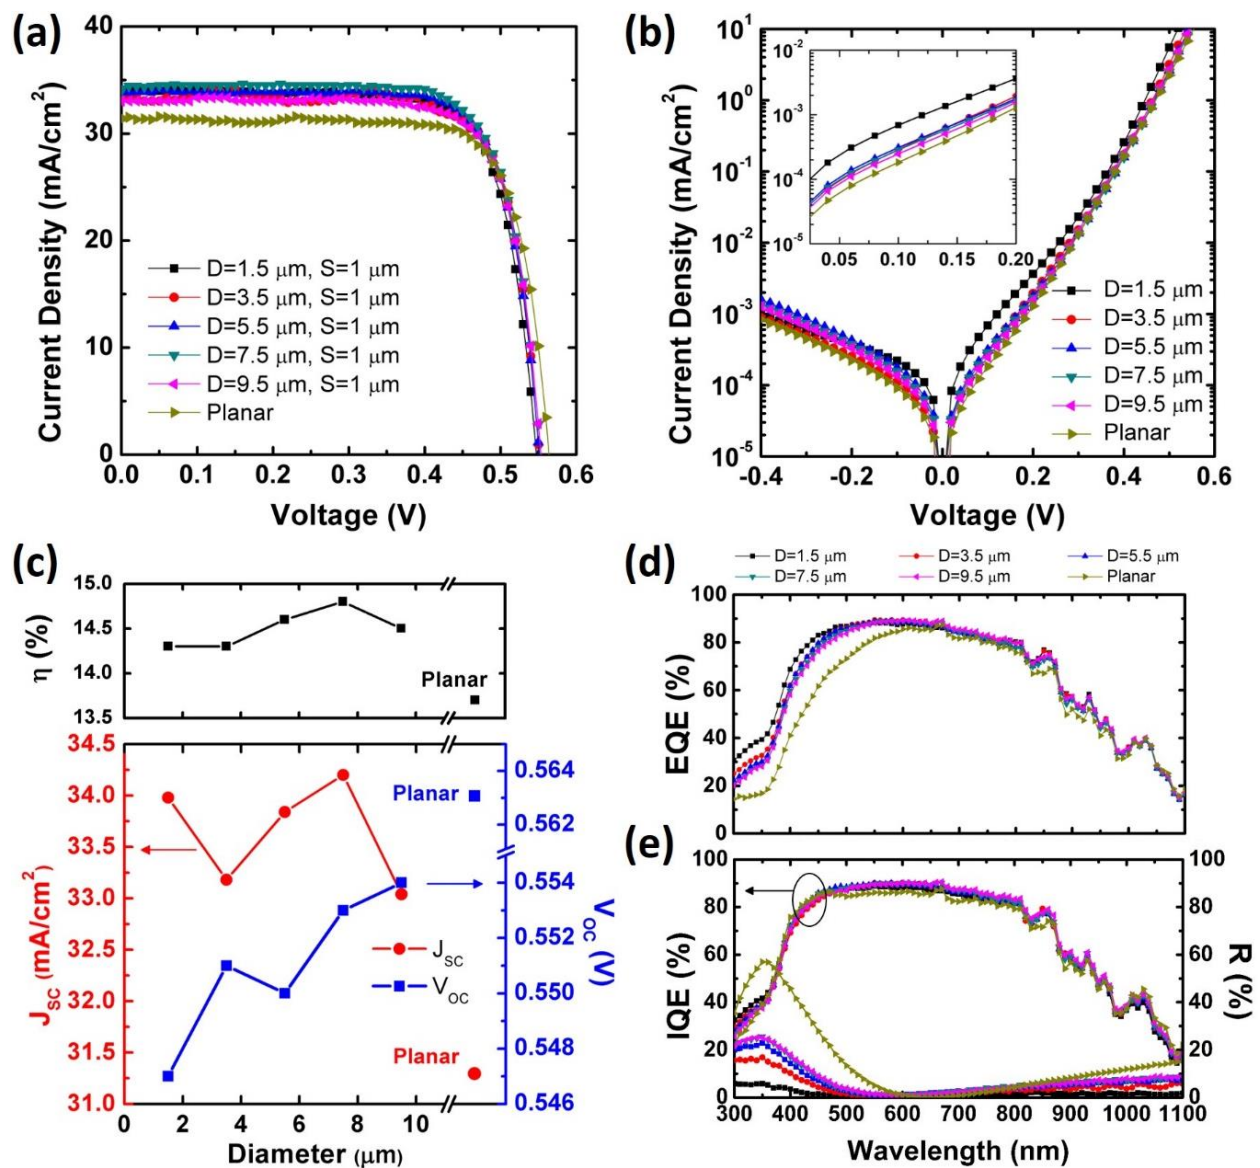 (a)
40
30
20
10
0
Current Density (mA/cm²)
D=1.5 μm, S=1 μm
D=3.5 μm, S=1 μm
D=5.5 μm, S=1 μm
D=7.5 μm, S=1 μm
D=9.5 μm, S=1 μm
Planar
0.0 0.1 0.2 0.3 0.4 0.5 0.6
Voltage (V)
(b)
10¹
10⁰
10⁻¹
10⁻²
10⁻³
10⁻⁴
10⁻⁵
Current Density (mA/cm²)
10⁻²
10⁻³
10⁻⁴
10⁻⁵
0.05 0.10 0.15 0.20
D=1.5 μm
D=3.5 μm
D=5.5 μm
D=7.5 μm
D=9.5 μm
Planar
-0.4 -0.2 0.0 0.2 0.4 0.6
Voltage (V)
(c)
15.0
14.5
14.0
13.5
η (%)
Planar
34.5
34.0
33.5
33.0
32.5
32.0
31.5
31.0
J_SC (mA/cm²)
Planar
J_SC
V_OC
Planar
0.564
0.562
0.554
0.552
0.550
0.548
0.546
V_OC (V)
0 2 4 6 8 10
Diameter (μm)
(d)
D=1.5 μm D=3.5 μm D=5.5 μm
D=7.5 μm D=9.5 μm Planar
100
80
60
40
20
0
EQE (%)
(e)
100
80
60
40
20
0
IQE (%)
100
80
60
40
20
0
R (%)
300 400 500 600 700 800 900 1000 1100
Wavelength (nm)